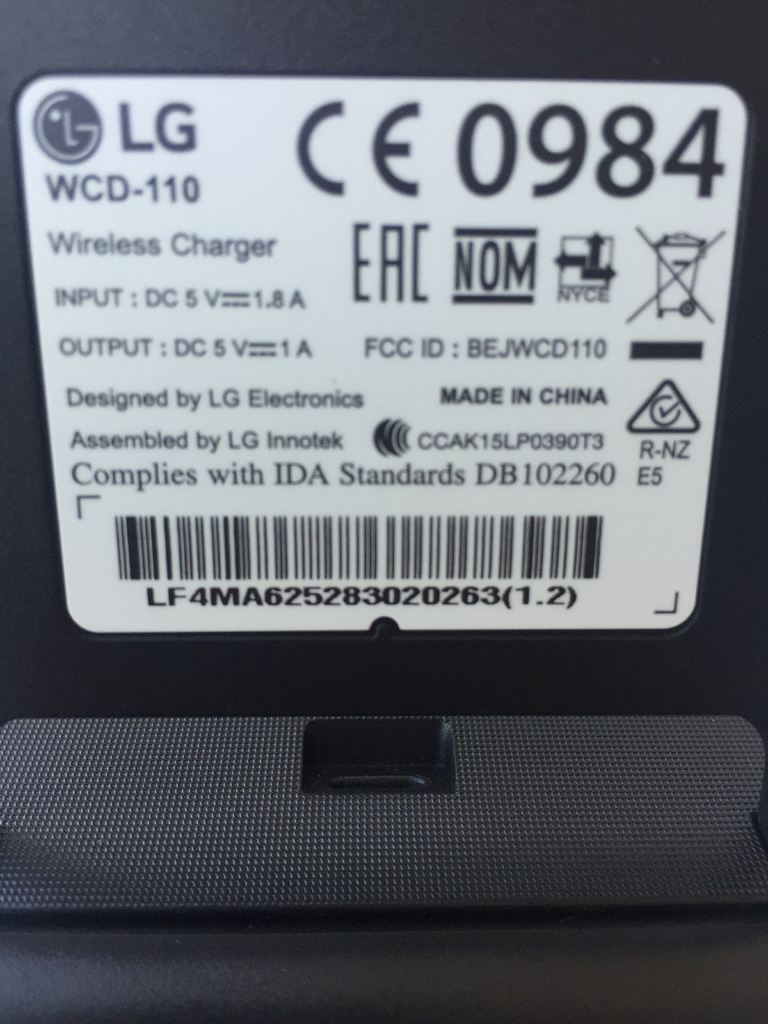 LG CE 0984
WCD-110
Wireless Charger EAC NOM NYCE
INPUT : DC 5 V⎓1.8 A
OUTPUT : DC 5 V⎓1 A FCC ID : BEJWCD110
Designed by LG Electronics MADE IN CHINA
Assembled by LG Innotek CCAK15LP0390T3 R-NZ
Complies with IDA Standards DB102260 E5
LF4MA625283020263(1.2)